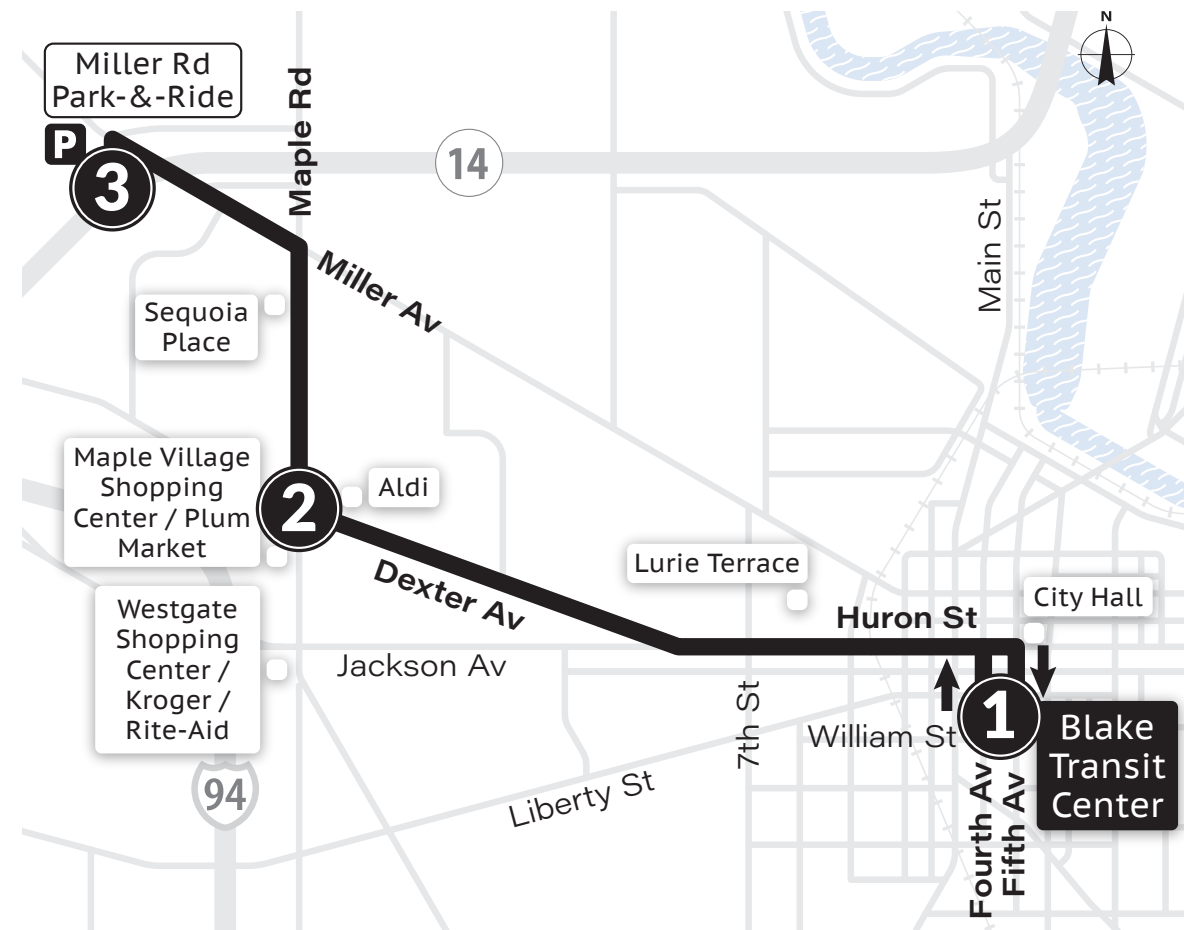 N
Miller Rd
Park-&-Ride
P
3
Maple Rd
14
Main St
Miller Av
Sequoia
Place
Maple Village
Shopping
Center / Plum
Market
2
Aldi
Dexter Av
Lurie Terrace
City Hall
Huron St
Westgate
Shopping
Center /
Kroger /
Rite-Aid
Jackson Av
7th St
William St
1
Blake
Transit
Center
94
Liberty St
Fourth Av
Fifth Av